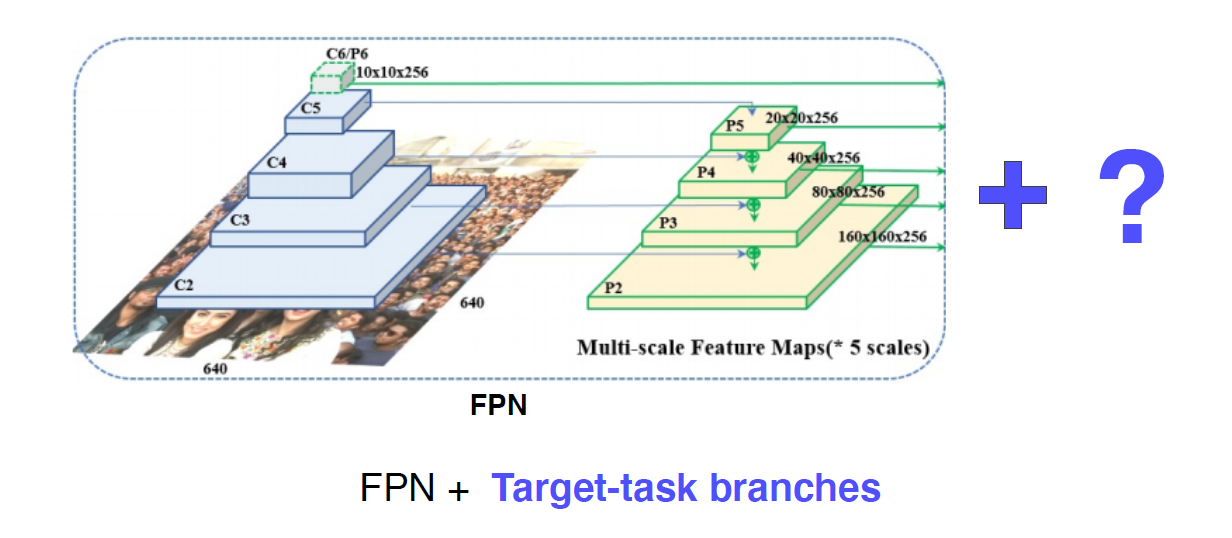 C6/P6
10x10x256
C5
P5
20x20x256
C4
P4
40x40x256
C3
P3
80x80x256
C2
P2
160x160x256
640
640
Multi-scale Feature Maps(* 5 scales)
+ ?
FPN
FPN + Target-task branches